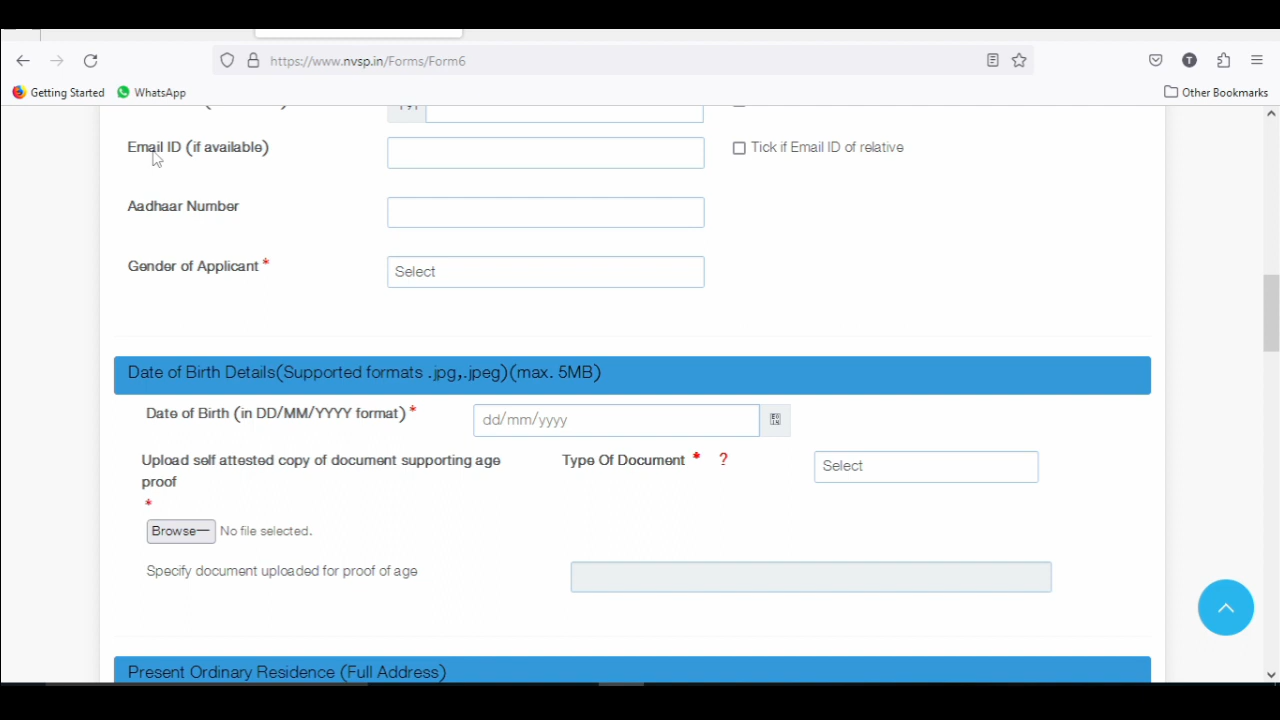 https://www.nvsp.in/Forms/Form6
T
Getting Started WhatsApp Other Bookmarks
Email ID (if available) Tick if Email ID of relative
Aadhaar Number
Gender of Applicant * Select
Date of Birth Details(Supported formats .jpg,.jpeg)(max. 5MB)
Date of Birth (in DD/MM/YYYY format) * dd/mm/yyyy
Upload self attested copy of document supporting age Type Of Document * ? Select
proof
*
Browse— No file selected.
Specify document uploaded for proof of age
Present Ordinary Residence (Full Address)